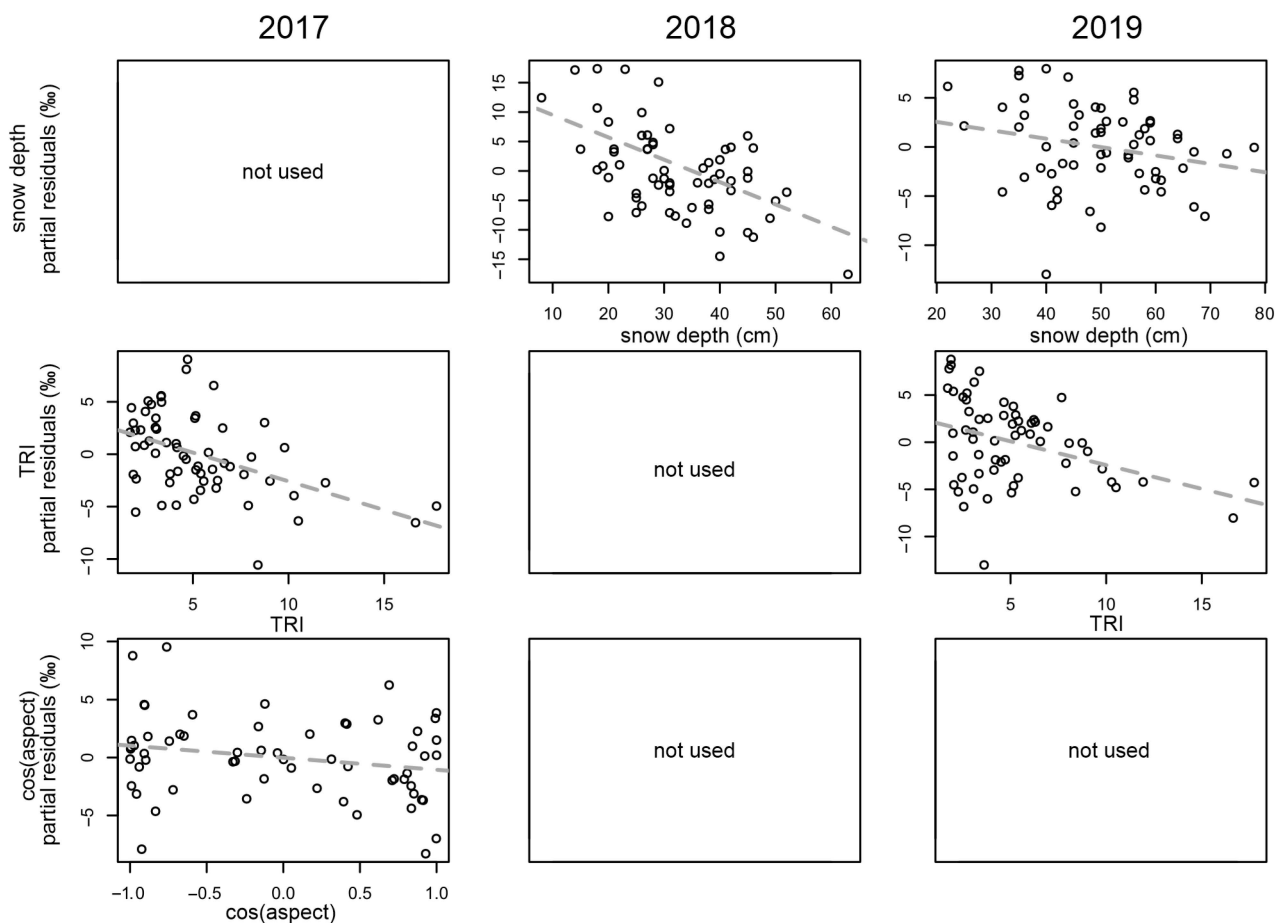 2017 2018 2019
snow depth
partial residuals (‰)
not used
15
10
5
0
−5
−10
−15
10 20 30 40 50 60
snow depth (cm)
5
0
−5
−10
20 30 40 50 60 70 80
snow depth (cm)
TRI
partial residuals (‰)
5
0
−5
−10
5 10 15
TRI
not used
5
0
−5
−10
5 10 15
TRI
cos(aspect)
partial residuals (‰)
10
5
0
−5
−1.0 −0.5 0.0 0.5 1.0
cos(aspect)
not used
not used